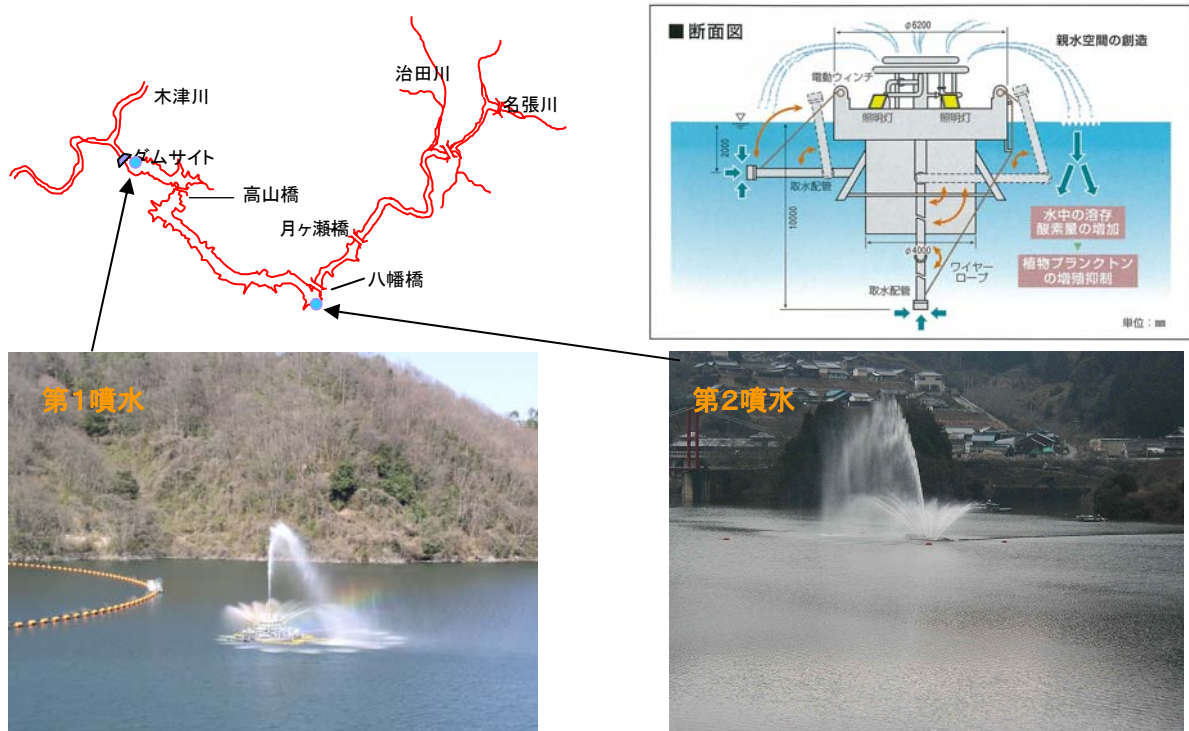 治田川
木津川
名張川
ダムサイト
高山橋
月ヶ瀬橋
八幡橋
■断面図
φ6200
親水空間の創造
電動ウィンチ
照明灯
照明灯
2000
取水配管
10000
水中の溶存
酸素量の増加
φ4000
ワイヤー
ロープ
植物プランクトン
の増殖抑制
取水配管
単位：㎜
第1噴水
第2噴水